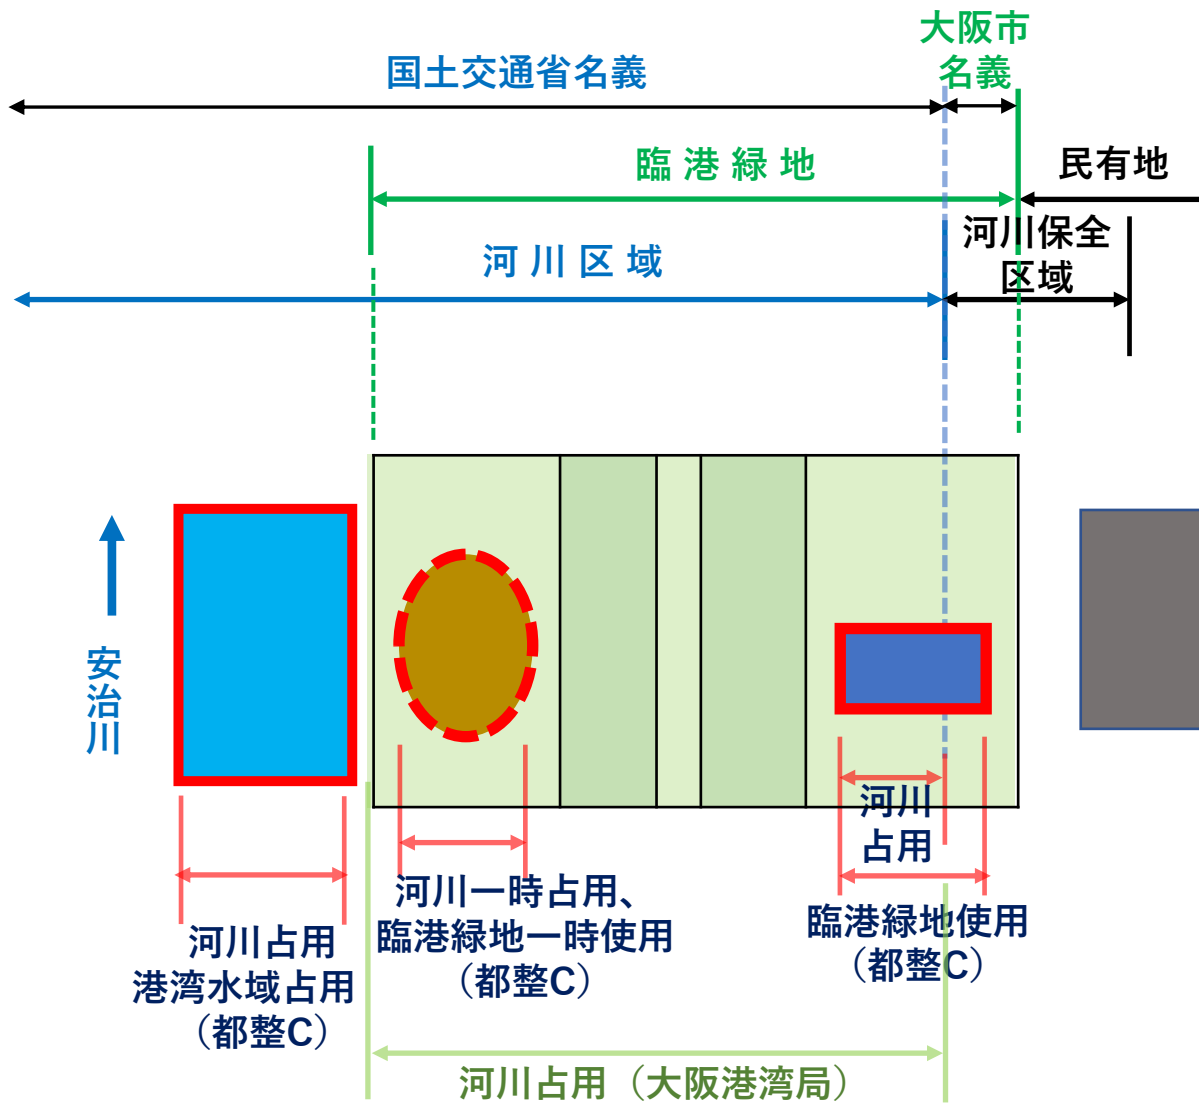 大阪市
名義
国土交通省名義
臨港緑地
民有地
河川保全
区域
河川区域
安治川
河川
占用
河川一時占用、
臨港緑地一時使用
（都整C）
臨港緑地使用
（都整C）
河川占用
港湾水域占用
（都整C）
河川占用（大阪港湾局）